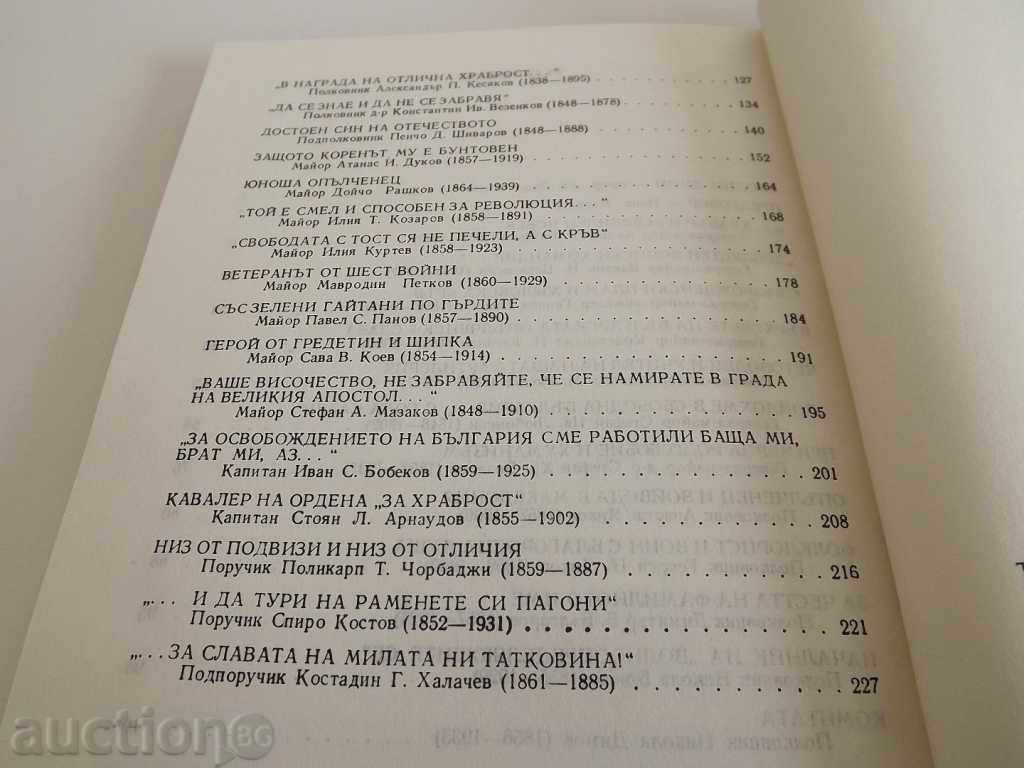 „В НАГРАДА НА ОТЛИЧНА ХРАБРОСТ. . . “
Полковник Александър П. Кесяков (1838—1895) 127
„ДА СЕ ЗНАЕ И ДА НЕ СЕ ЗАБРАВЯ“
Полковник д-р Константин Ив. Везенков (1848—1878) 134
ДОСТОЕН СИН НА ОТЕЧЕСТВОТО
Подполковник Пенчо Д. Шиваров (1848—1888) 140
ЗАЩОТО КОРЕНЪТ МУ Е БУНТОВЕН
Майор Атанас И. Дуков (1857—1919) 152
ЮНОША ОПЪЛЧЕНЕЦ
Майор Дойчо Рашков (1864—1939) 164
„ТОЙ Е СМЕЛ И СПОСОБЕН ЗА РЕВОЛЮЦИЯ. . . “
Майор Илия Т. Козаров (1858—1891) 168
„СВОБОДАТА С ТОСТ СЯ НЕ ПЕЧЕЛИ, А С КРЪВ“
Майор Илия Куртев (1858—1923) 174
ВЕТЕРАНЪТ ОТ ШЕСТ ВОЙНИ
Майор Мавродин Петков (1860—1929) 178
СЪС ЗЕЛЕНИ ГАЙТАНИ ПО ГЪРДИТЕ
Майор Павел С. Панов (1857—1890) 184
ГЕРОЙ ОТ ГРЕДЕТИН И ШИПКА
Майор Сава В. Коев (1854—1914) 191
„ВАШЕ ВИСОЧЕСТВО, НЕ ЗАБРАВЯЙТЕ, ЧЕ СЕ НАМИРАТЕ В ГРАДА
НА ВЕЛИКИЯ АПОСТОЛ. . . “
Майор Стефан А. Мазаков (1848—1910) 195
„ЗА ОСВОБОЖДЕНИЕТО НА БЪЛГАРИЯ СМЕ РАБОТИЛИ БАЩА МИ,
БРАТ МИ, АЗ. . . “
Капитан Иван С. Бобеков (1859—1925) 201
КАВАЛЕР НА ОРДЕНА „ЗА ХРАБРОСТ“
Капитан Стоян Л. Арнаудов (1855—1902) 208
НИЗ ОТ ПОДВИЗИ И НИЗ ОТ ОТЛИЧИЯ
Поручик Поликарп Т. Чорбаджи (1859—1887) 216
„. . . И ДА ТУРИ НА РАМЕНЕТЕ СИ ПАГОНИ“
Поручик Спиро Костов (1852—1931) 221
„. . . ЗА СЛАВАТА НА МИЛАТА НИ ТАТКОВИНА!“
Подпоручик Костадин Г. Халачев (1861—1885) 227
auction BG